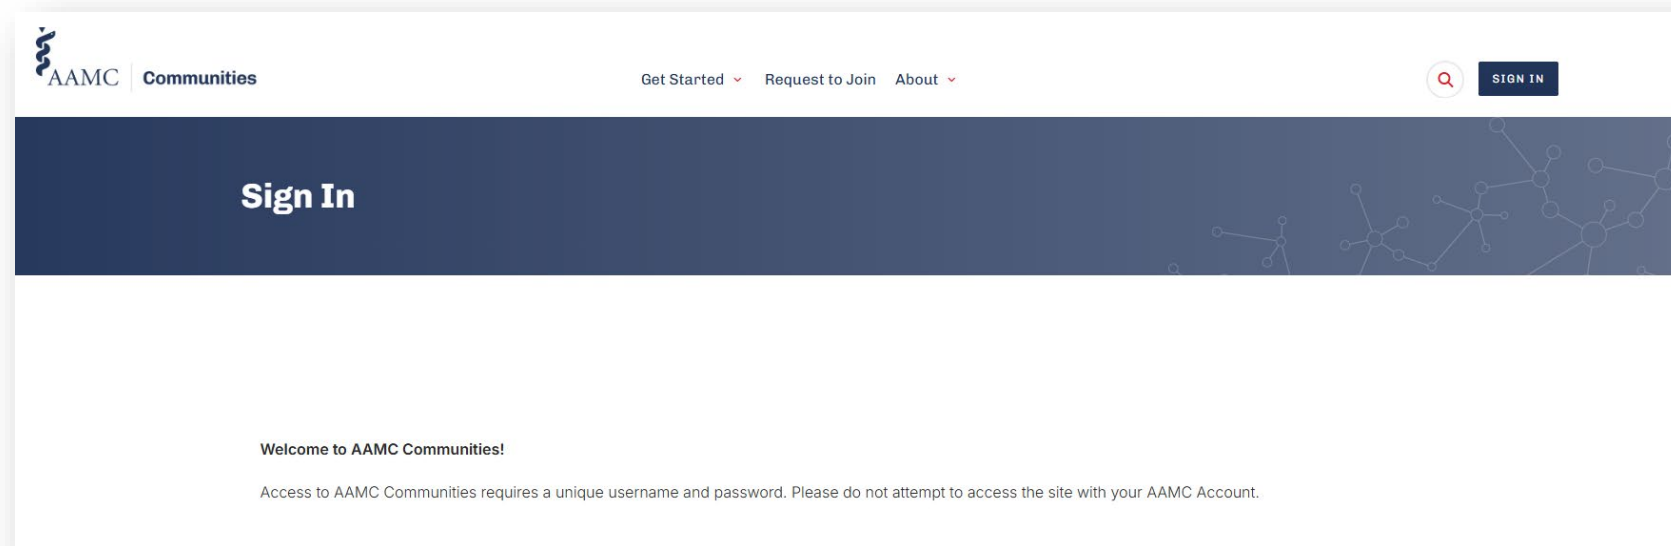 AAMC Communities
Get Started Request to Join About
SIGN IN
Sign In
Welcome to AAMC Communities!
Access to AAMC Communities requires a unique username and password. Please do not attempt to access the site with your AAMC Account.